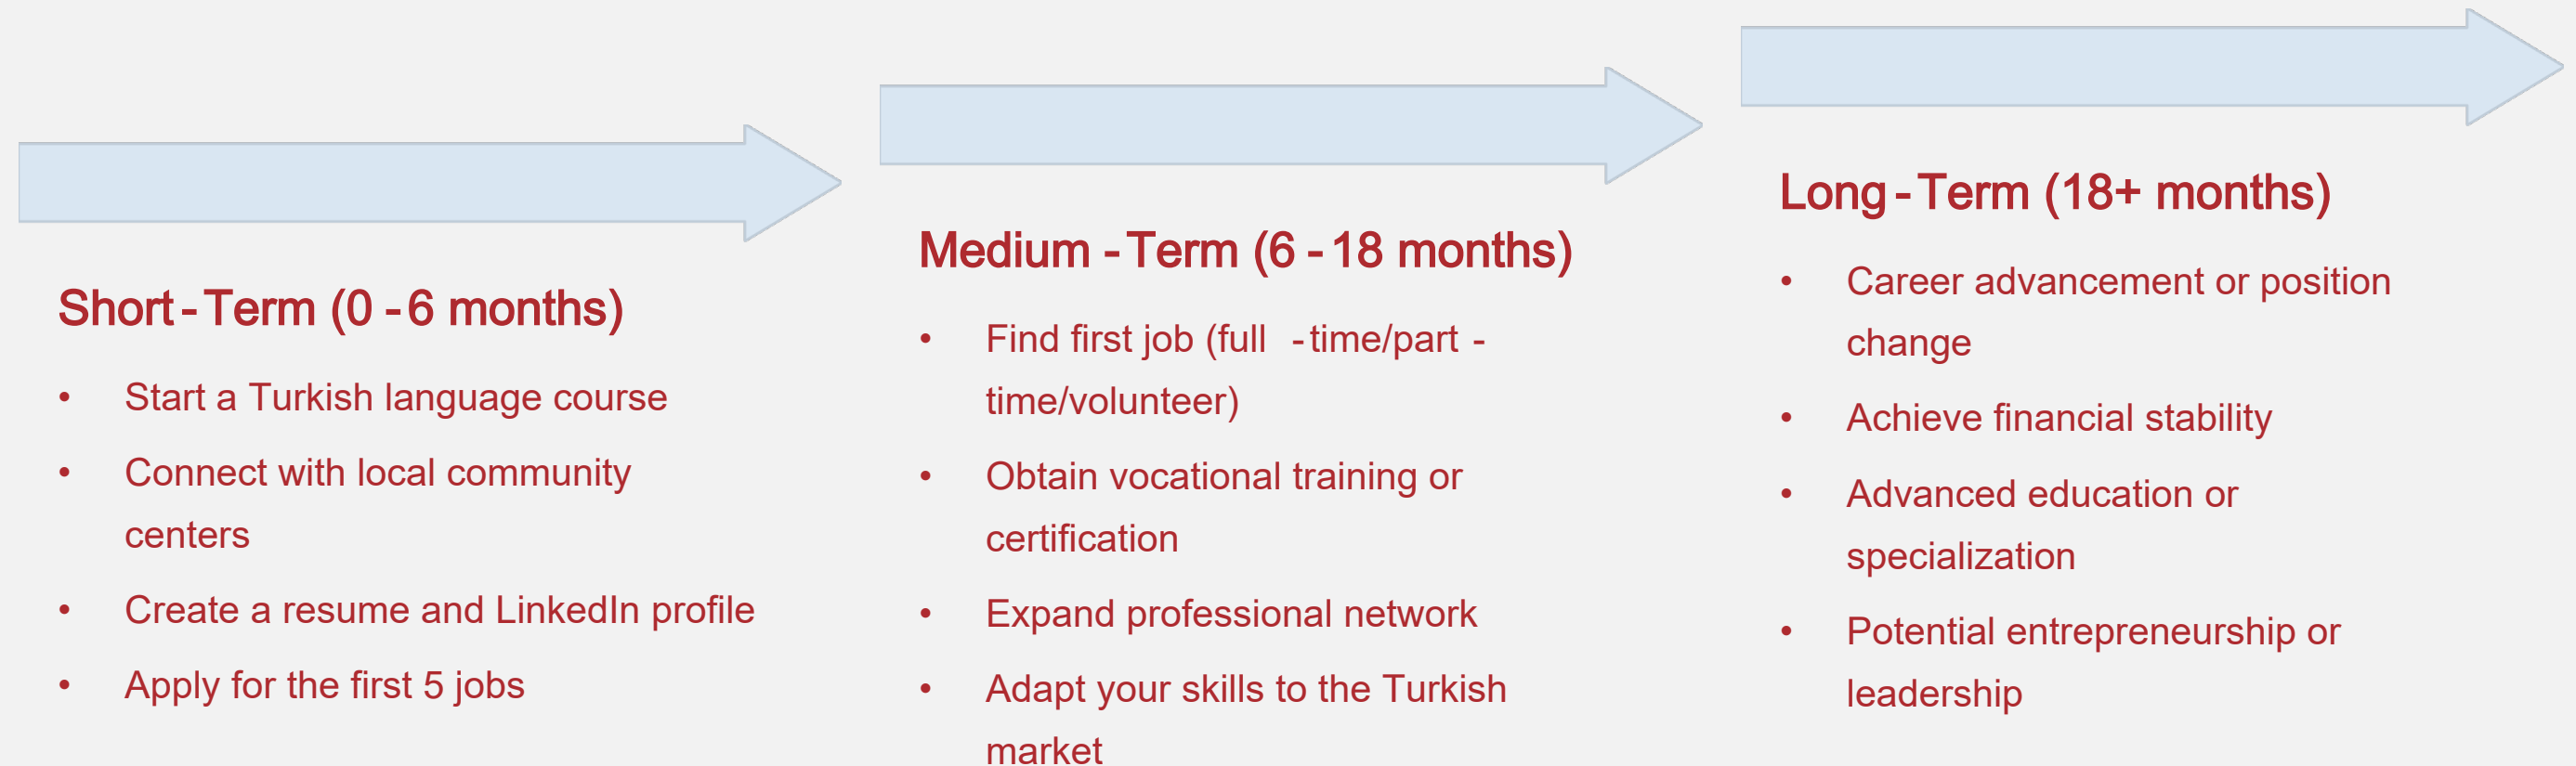 Short-Term (0-6 months)
• Start a Turkish language course
• Connect with local community
centers
• Create a resume and LinkedIn profile
• Apply for the first 5 jobs
Medium -Term (6 -18 months)
• Find first job (full -time/part -
time/volunteer)
• Obtain vocational training or
certification
• Expand professional network
• Adapt your skills to the Turkish
market
Long-Term (18+ months)
• Career advancement or position
change
• Achieve financial stability
• Advanced education or
specialization
• Potential entrepreneurship or
leadership